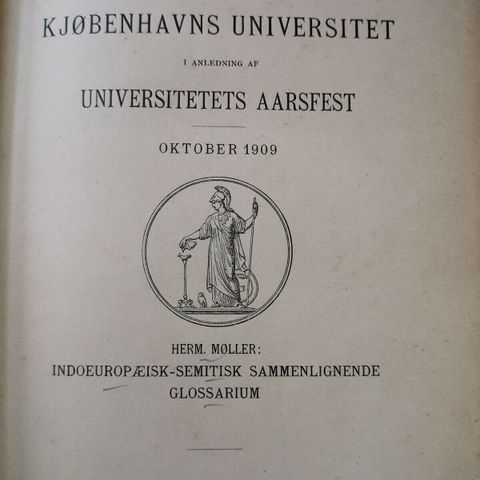 KJØBENHAVNS UNIVERSITET
I ANLEDNING AF
UNIVERSITETETS AARSFEST
OKTOBER 1909
HERM. MØLLER:
INDOEUROPÆISK-SEMITISK SAMMENLIGNENDE
GLOSSARIUM